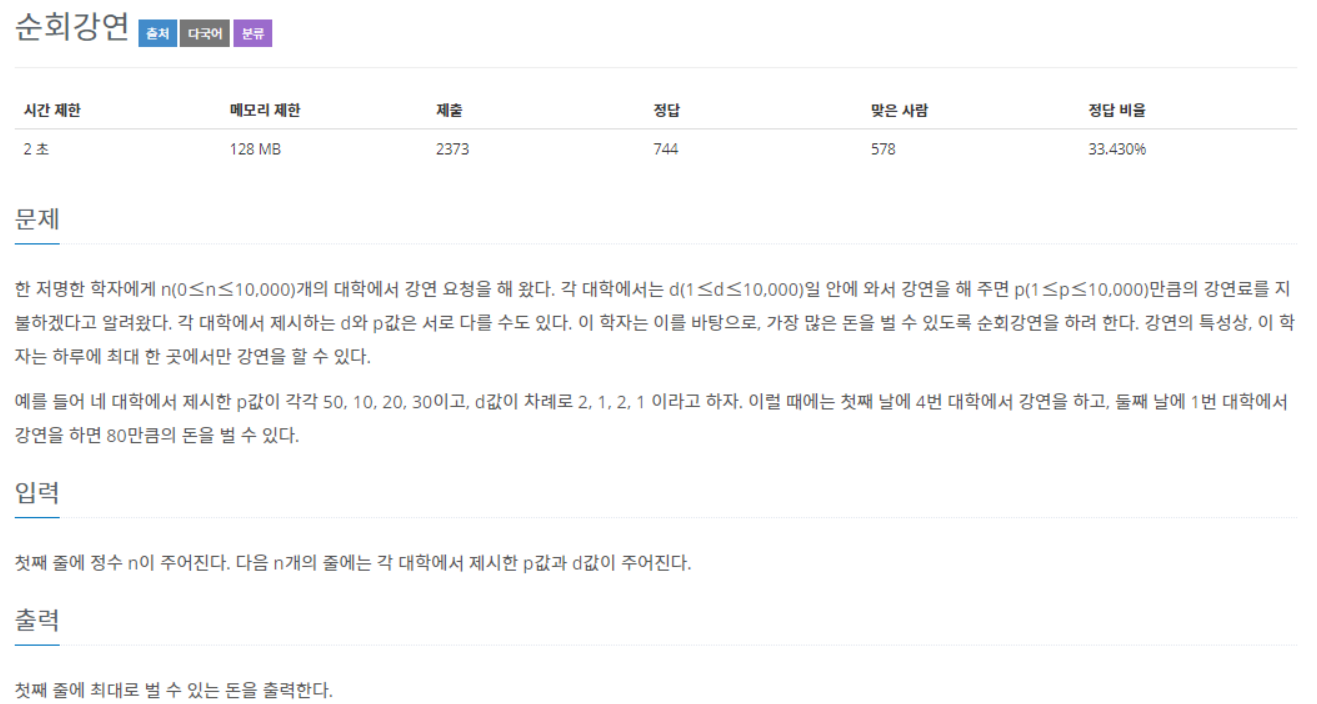 순회강연 출처 다국어 분류
시간 제한 메모리 제한 제출 정답 맞은 사람 정답 비율
2 초 128 MB 2373 744 578 33.430%
문제
한 저명한 학자에게 n(0≤n≤10,000)개의 대학에서 강연 요청을 해 왔다. 각 대학에서는 d(1≤d≤10,000)일 안에 와서 강연을 해 주면 p(1≤p≤10,000)만큼의 강연료를 지
불하겠다고 알려왔다. 각 대학에서 제시하는 d와 p값은 서로 다를 수도 있다. 이 학자는 이를 바탕으로, 가장 많은 돈을 벌 수 있도록 순회강연을 하려 한다. 강연의 특성상, 이 학
자는 하루에 최대 한 곳에서만 강연을 할 수 있다.
예를 들어 네 대학에서 제시한 p값이 각각 50, 10, 20, 30이고, d값이 차례로 2, 1, 2, 1 이라고 하자. 이럴 때에는 첫째 날에 4번 대학에서 강연을 하고, 둘째 날에 1번 대학에서
강연을 하면 80만큼의 돈을 벌 수 있다.
입력
첫째 줄에 정수 n이 주어진다. 다음 n개의 줄에는 각 대학에서 제시한 p값과 d값이 주어진다.
출력
첫째 줄에 최대로 벌 수 있는 돈을 출력한다.